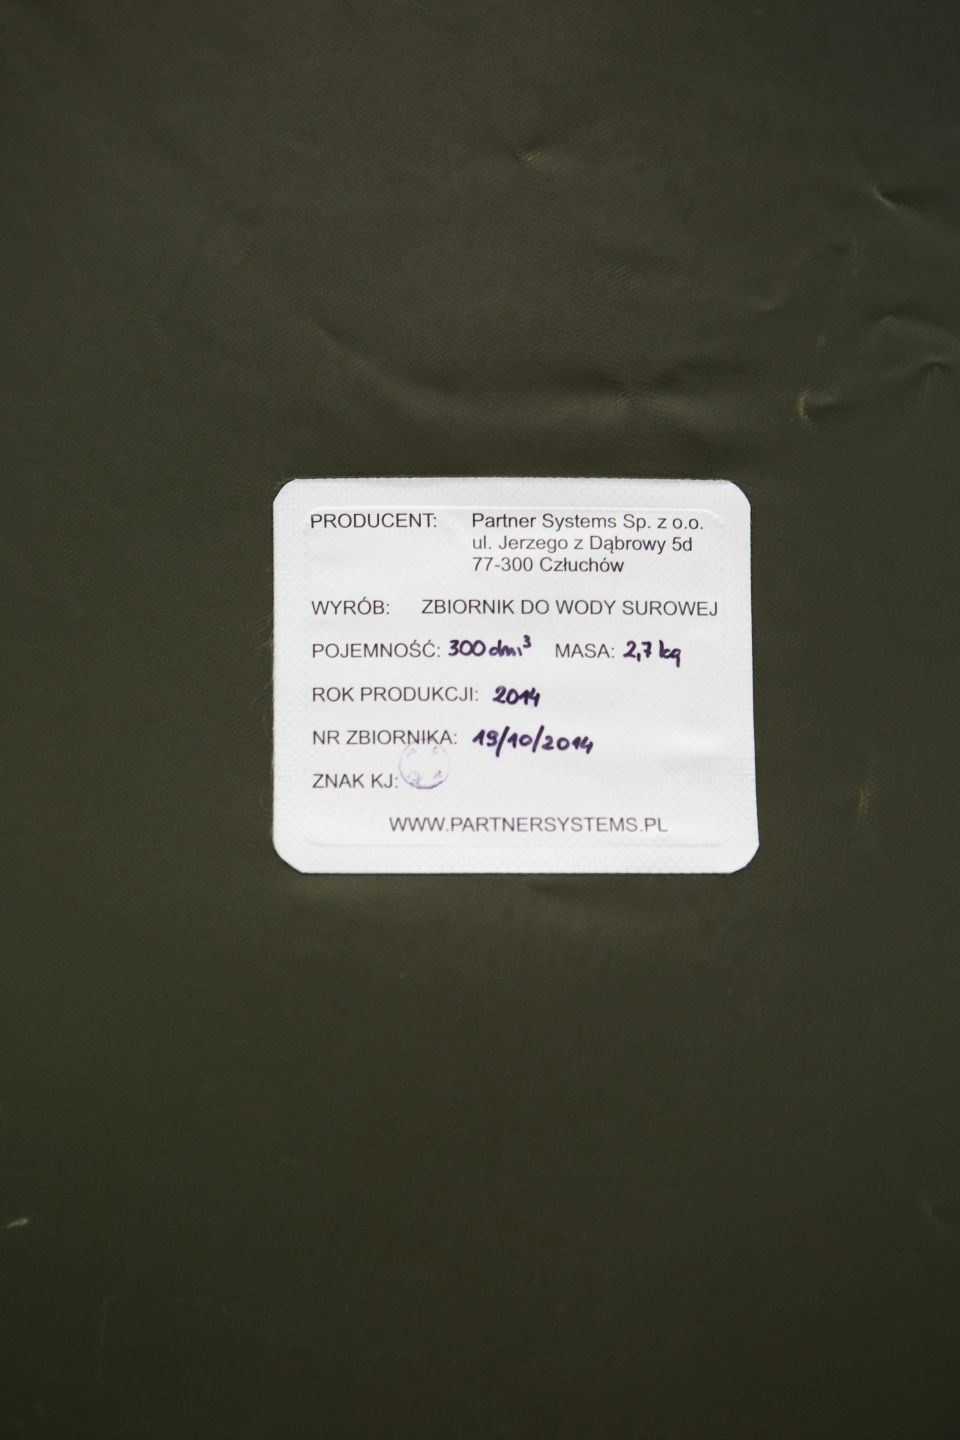 PRODUCENT: Partner Systems Sp. z o.o.
ul. Jerzego z Dąbrowy 5d
77-300 Człuchów
WYRÓB: ZBIORNIK DO WODY SUROWEJ
POJEMNOŚĆ: 300 dm³ MASA: 2,7 kg
ROK PRODUKCJI: 2014
NR ZBIORNIKA: 19/10/2014
ZNAK KJ:
WWW.PARTNERSYSTEMS.PL